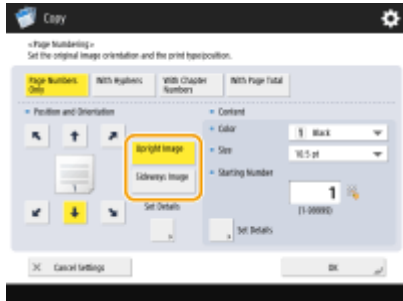 Copy
<Page Numbering>
Set the original image orientation and the print type/position.
Page Numbers
Only
With Hyphens
With Chapter
Numbers
With Page Total
Position and Orientation
Content
Color
1 Black
Upright Image
Size
10.5 pt
Sideways Image
Starting Number
1
1
(1-99999)
Set Details
Set Details
Cancel Settings
OK